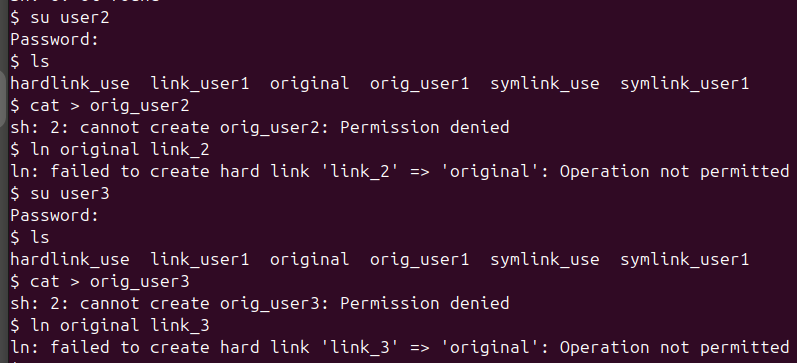 $ su user2
Password:
$ ls
hardlink_use  link_user1  original  orig_user1  symlink_use  symlink_user1
$ cat > orig_user2
sh: 2: cannot create orig_user2: Permission denied
$ ln original link_2
ln: failed to create hard link 'link_2' => 'original': Operation not permitted
$ su user3
Password:
$ ls
hardlink_use  link_user1  original  orig_user1  symlink_use  symlink_user1
$ cat > orig_user3
sh: 2: cannot create orig_user3: Permission denied
$ ln original link_3
ln: failed to create hard link 'link_3' => 'original': Operation not permitted